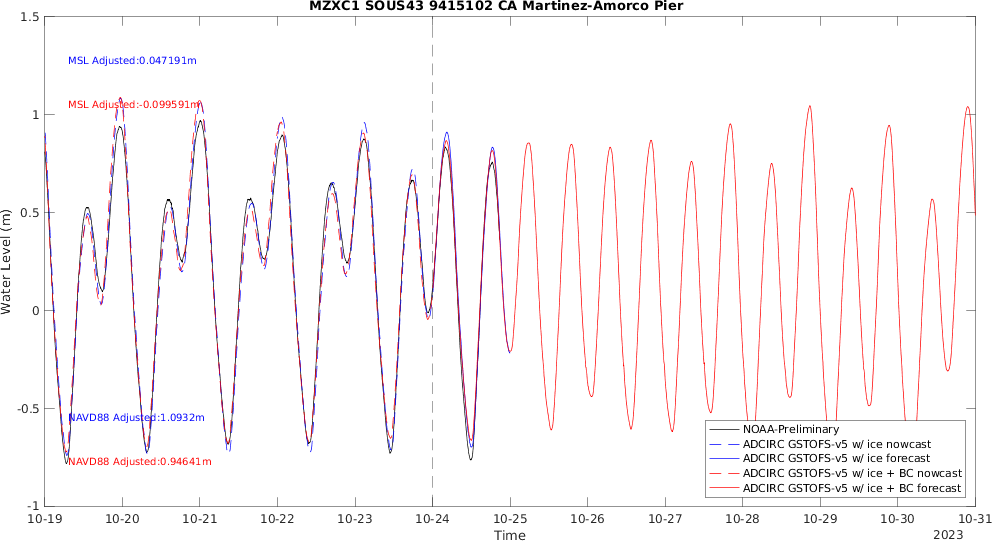 MZXC1 SOUS43 9415102 CA Martinez-Amorco Pier
1.5
MSL Adjusted:0.047191m
MSL Adjusted:-0.099591m
1
0.5
Water Level (m)
0
-0.5
NAVD88 Adjusted:1.0932m
NAVD88 Adjusted:0.94641m
-1
NOAA-Preliminary
ADCIRC GSTOFS-v5 w/ ice nowcast
ADCIRC GSTOFS-v5 w/ ice forecast
ADCIRC GSTOFS-v5 w/ ice + BC nowcast
ADCIRC GSTOFS-v5 w/ ice + BC forecast
10-19 10-20 10-21 10-22 10-23 10-24 10-25 10-26 10-27 10-28 10-29 10-30 10-31
Time
2023